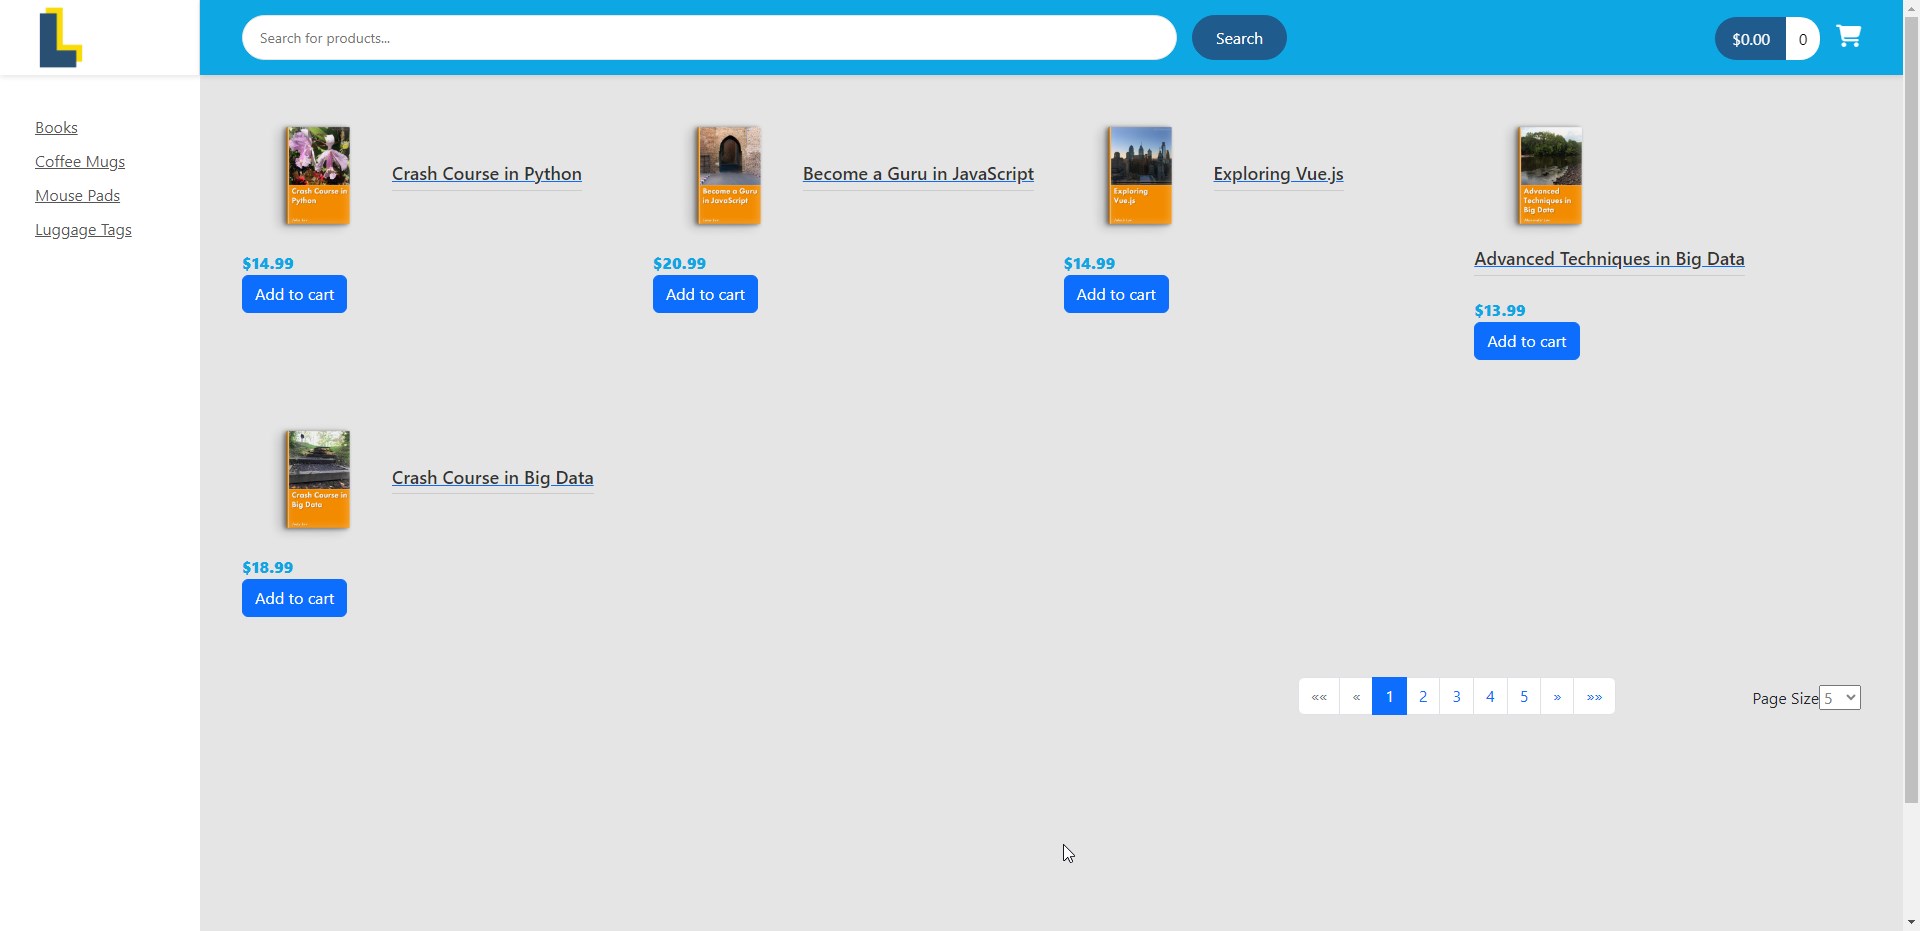 Search for products...
Search
$0.00 0
Books
Coffee Mugs
Mouse Pads
Luggage Tags
Crash Course in
Python
Crash Course in Python
$14.99
Add to cart
Become a Guru
in JavaScript
Become a Guru in JavaScript
$20.99
Add to cart
Exploring
Vue.js
Exploring Vue.js
$14.99
Add to cart
Advanced
Techniques in
Big Data
Advanced Techniques in Big Data
$13.99
Add to cart
Crash Course in
Big Data
Crash Course in Big Data
$18.99
Add to cart
«« « 1 2 3 4 5 » »»
Page Size 5